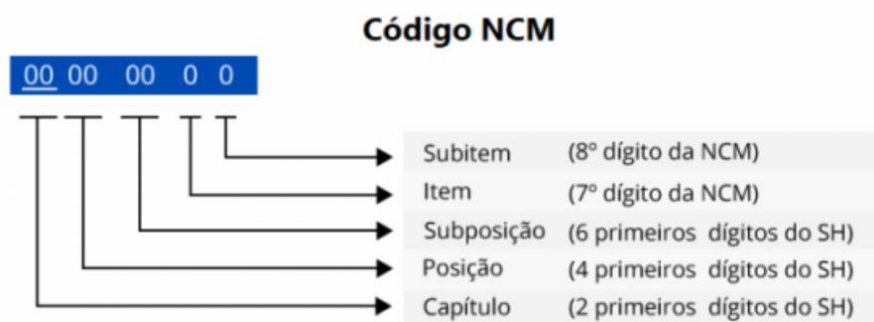 Código NCM
00 00 00 0 0
Subitem (8º dígito da NCM)
Item (7º dígito da NCM)
Subposição (6 primeiros dígitos do SH)
Posição (4 primeiros dígitos do SH)
Capítulo (2 primeiros dígitos do SH)